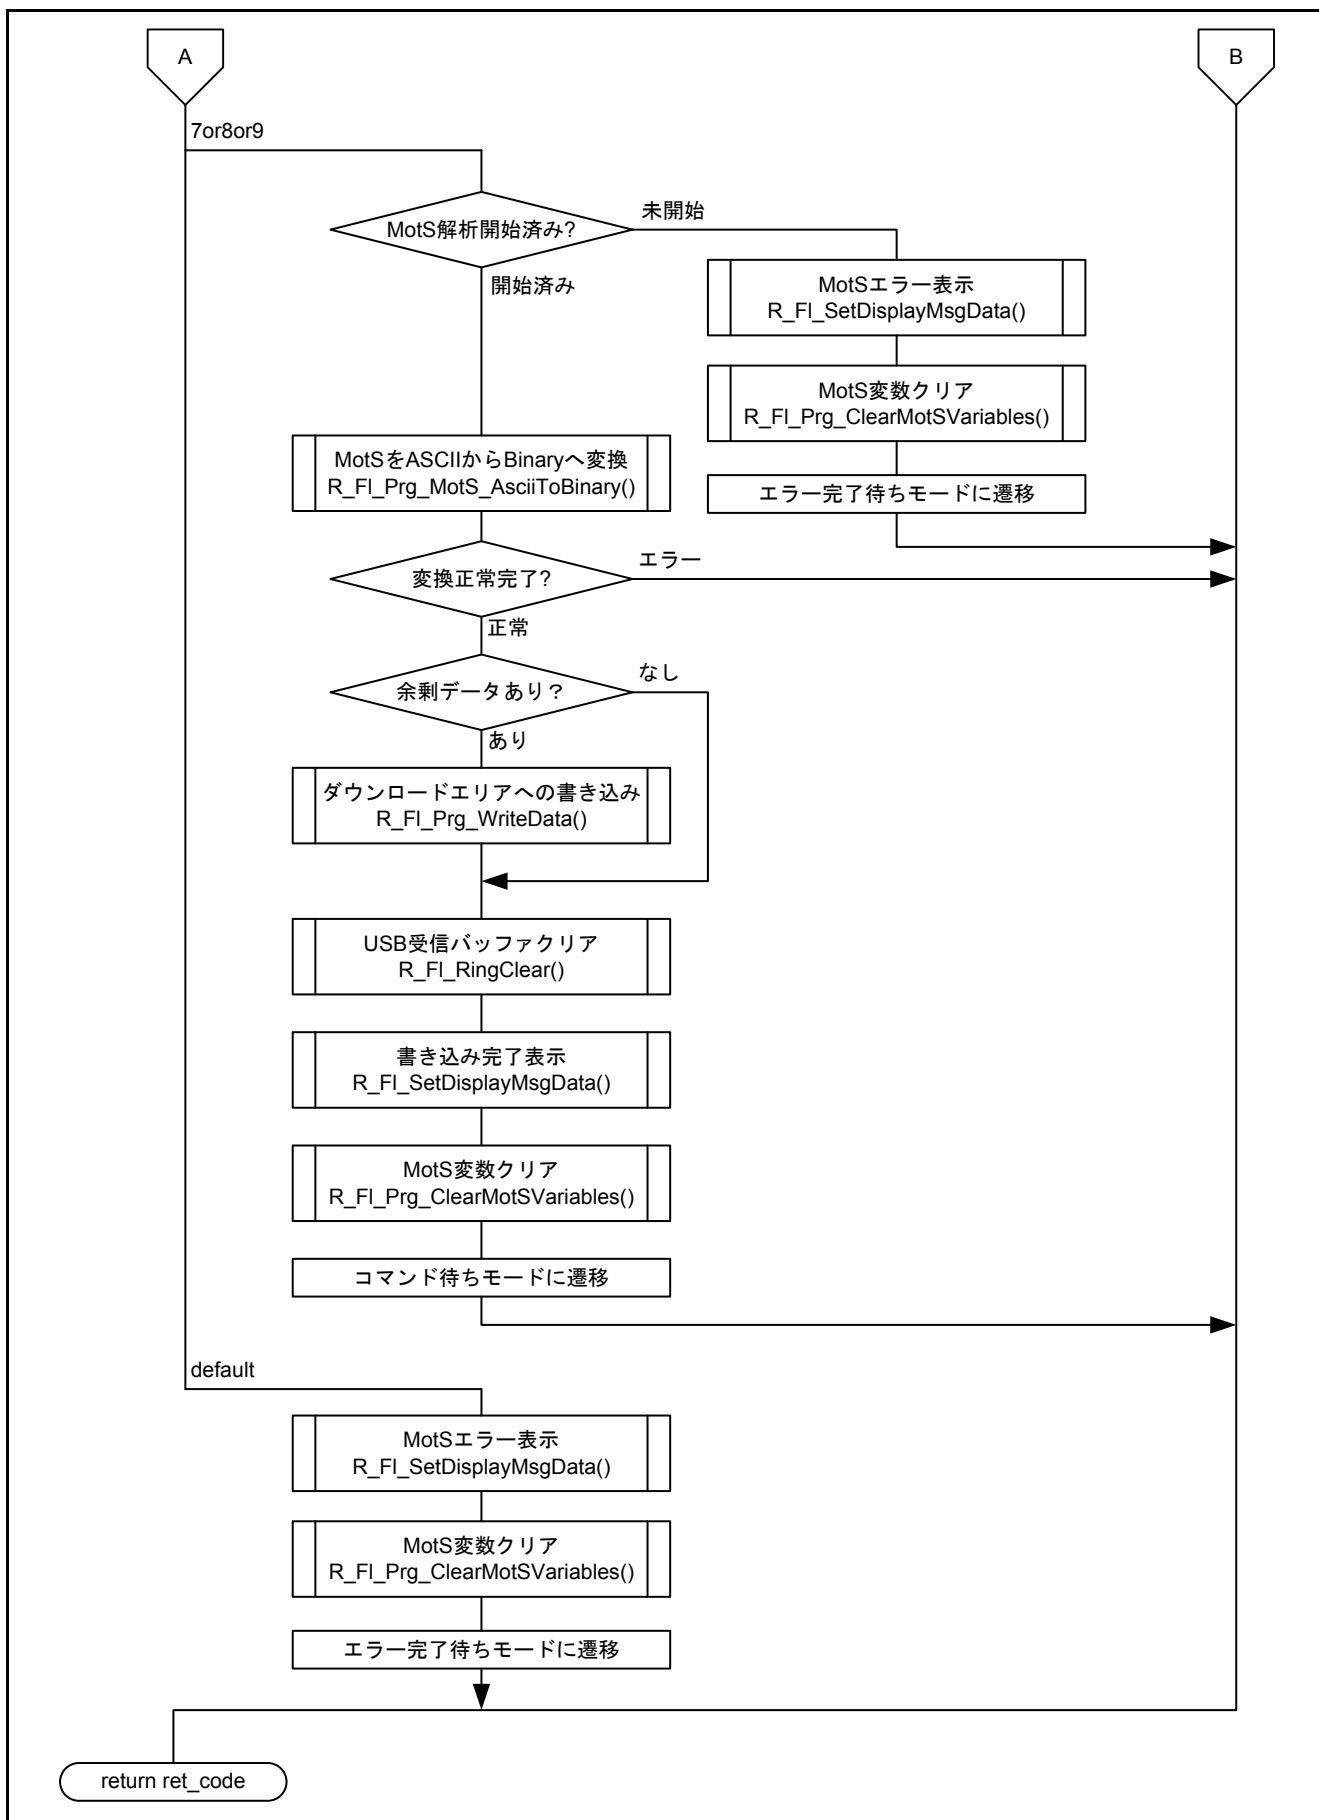 A
B
7or8or9
MotS解析開始済み?
未開始
開始済み
MotSエラー表示
R_Fl_SetDisplayMsgData()
MotS変数クリア
R_Fl_Prg_ClearMotSVariables()
エラー完了待ちモードに遷移
MotSをASCIIからBinaryへ変換
R_Fl_Prg_MotS_AsciiToBinary()
変換正常完了?
エラー
正常
余剰データあり？
なし
あり
ダウンロードエリアへの書き込み
R_Fl_Prg_WriteData()
USB受信バッファクリア
R_Fl_RingClear()
書き込み完了表示
R_Fl_SetDisplayMsgData()
MotS変数クリア
R_Fl_Prg_ClearMotSVariables()
コマンド待ちモードに遷移
default
MotSエラー表示
R_Fl_SetDisplayMsgData()
MotS変数クリア
R_Fl_Prg_ClearMotSVariables()
エラー完了待ちモードに遷移
return ret_code